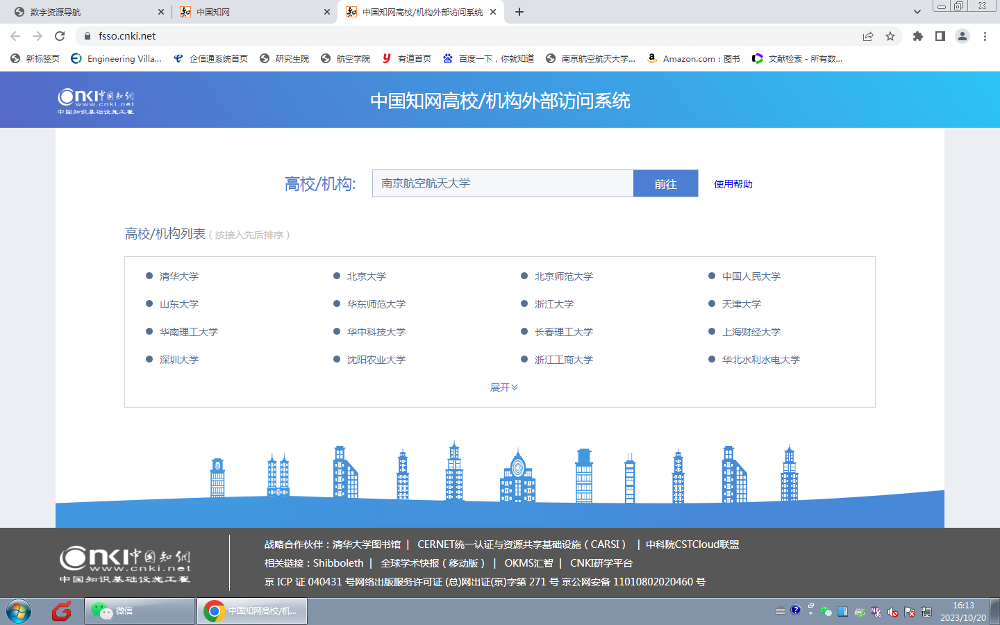 数字资源导航
中国知网
中国知网高校/机构外部访问系统
fsso.cnki.net
新标签页
Engineering Villa...
企信通系统首页
研究生院
航空学院
有道首页
百度一下，你就知道
南京航空航天大学...
Amazon.com : 图书
文献检索 - 所有数...
Cnki中国知网
www.cnki.net
中国知识基础设施工程
中国知网高校/机构外部访问系统
高校/机构:
南京航空航天大学
前往
使用帮助
高校/机构列表 ( 按接入先后排序 )
清华大学
北京大学
北京师范大学
中国人民大学
山东大学
华东师范大学
浙江大学
天津大学
华南理工大学
华中科技大学
长春理工大学
上海财经大学
深圳大学
沈阳农业大学
浙江工商大学
华北水利水电大学
展开
Cnki中国知网
www.cnki.net
中国知识基础设施工程
战略合作伙伴：清华大学图书馆 | CERNET统一认证与资源共享基础设施（CARSI） | 中科院CSTCloud联盟
相关链接：Shibboleth | 全球学术快报（移动版） | OKMS汇智 | CNKI研学平台
京 ICP 证 040431 号网络出版服务许可证 (总)网出证(京)字第 271 号 京公网安备 11010802020460 号
微信
中国知网高校/机...
16:13
2023/10/20